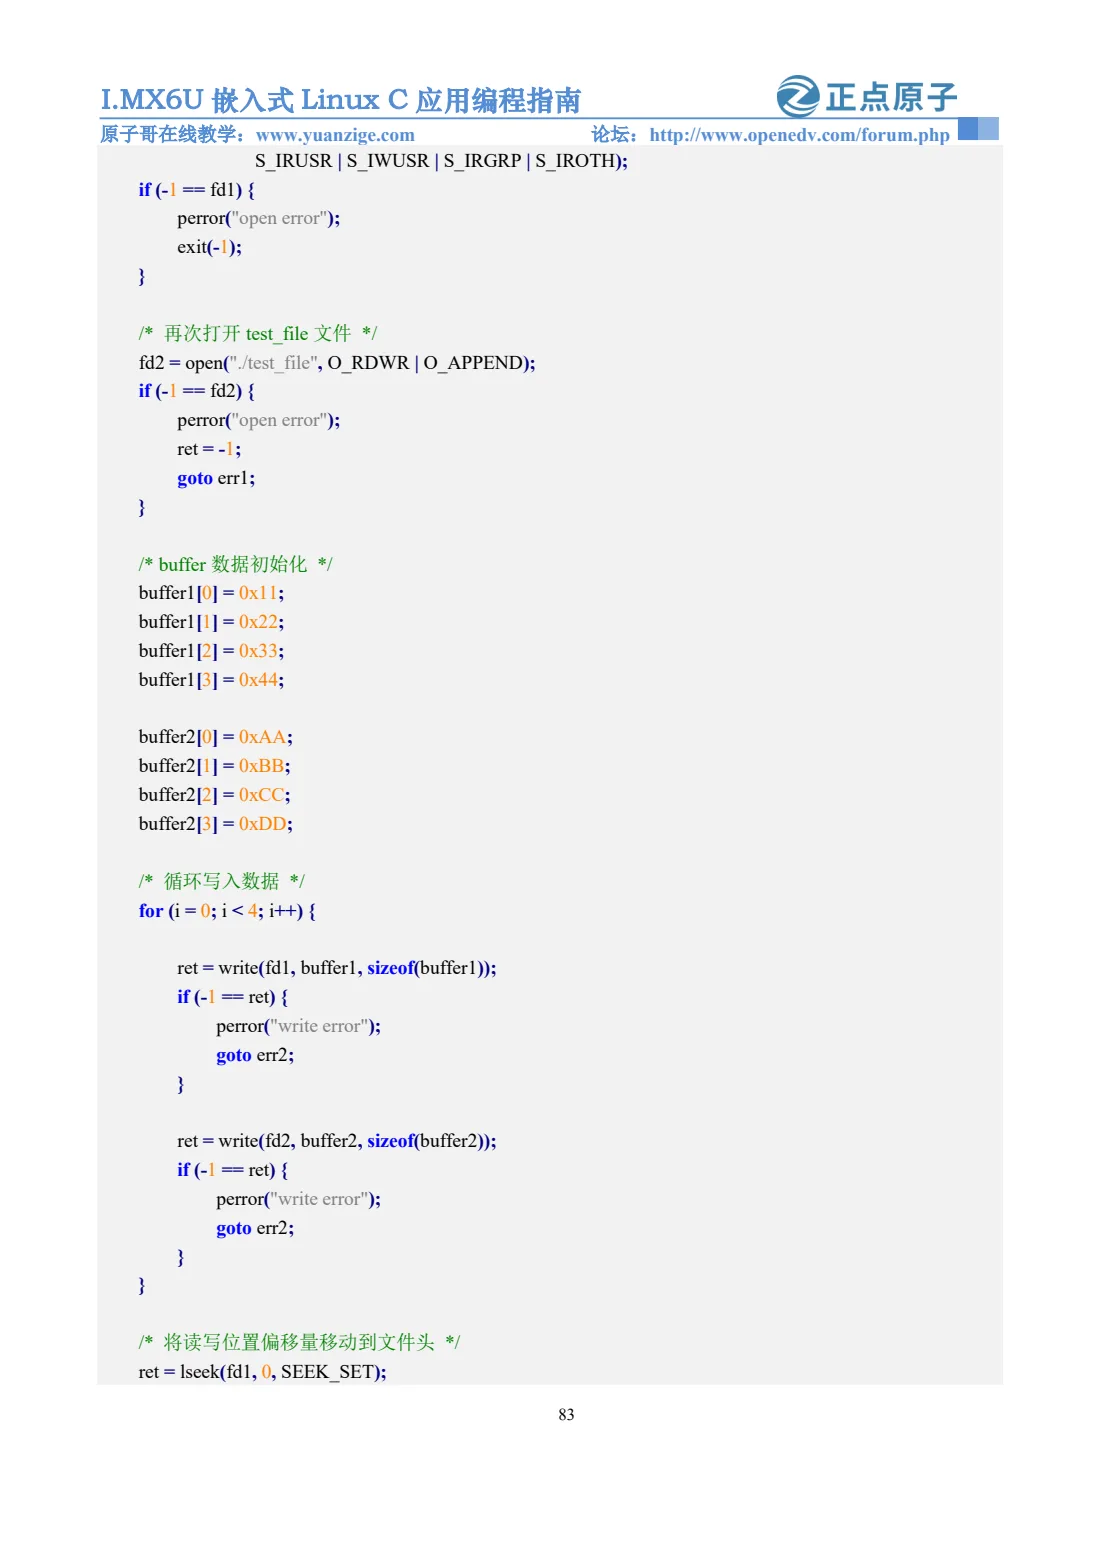 I.MX6U 嵌入式 Linux C 应用编程指南
正点原子
原子哥在线教学：www.yuanzige.com 论坛：http://www.openedv.com/forum.php
S_IRUSR | S_IWUSR | S_IRGRP | S_IROTH);
if (-1 == fd1) {
perror("open error");
exit(-1);
}
/* 再次打开 test_file 文件 */
fd2 = open("./test_file", O_RDWR | O_APPEND);
if (-1 == fd2) {
perror("open error");
ret = -1;
goto err1;
}
/* buffer 数据初始化 */
buffer1[0] = 0x11;
buffer1[1] = 0x22;
buffer1[2] = 0x33;
buffer1[3] = 0x44;
buffer2[0] = 0xAA;
buffer2[1] = 0xBB;
buffer2[2] = 0xCC;
buffer2[3] = 0xDD;
/* 循环写入数据 */
for (i = 0; i < 4; i++) {
ret = write(fd1, buffer1, sizeof(buffer1));
if (-1 == ret) {
perror("write error");
goto err2;
}
ret = write(fd2, buffer2, sizeof(buffer2));
if (-1 == ret) {
perror("write error");
goto err2;
}
}
/* 将读写位置偏移量移动到文件头 */
ret = lseek(fd1, 0, SEEK_SET);
83